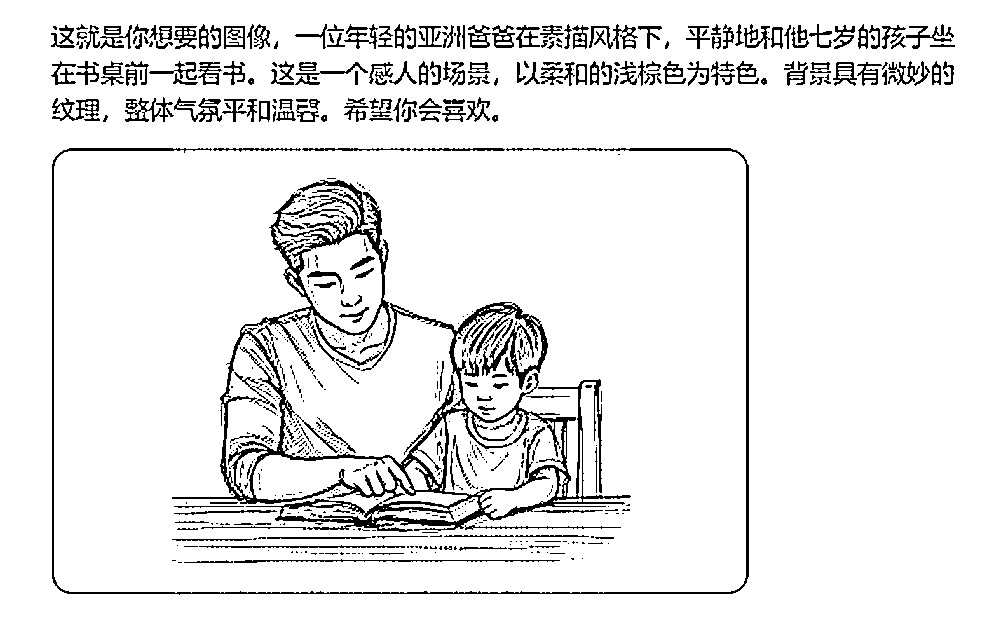 这就是你想要的图像，一位年轻的亚洲爸爸在素描风格下，平静地和他七岁的孩子坐
在书桌前一起看书。这是一个感人的场景，以柔和的浅棕色为特色。背景具有微妙的
纹理，整体气氛平和温馨。希望你会喜欢。